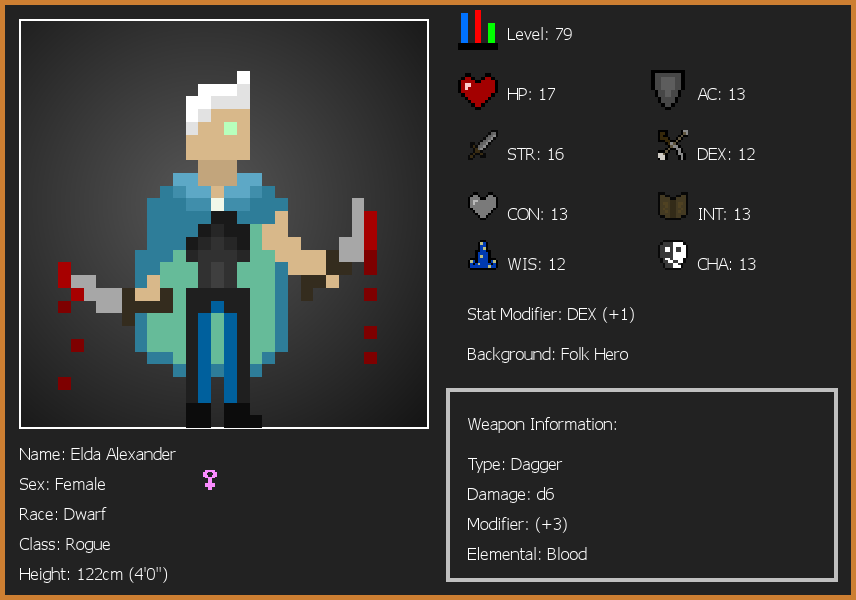 Level: 79
HP: 17
AC: 13
STR: 16
DEX: 12
CON: 13
INT: 13
WIS: 12
CHA: 13
Stat Modifier: DEX (+1)
Background: Folk Hero
Weapon Information:
Type: Dagger
Damage: d6
Modifier: (+3)
Elemental: Blood
Name: Elda Alexander
Sex: Female
Race: Dwarf
Class: Rogue
Height: 122cm (4'0")